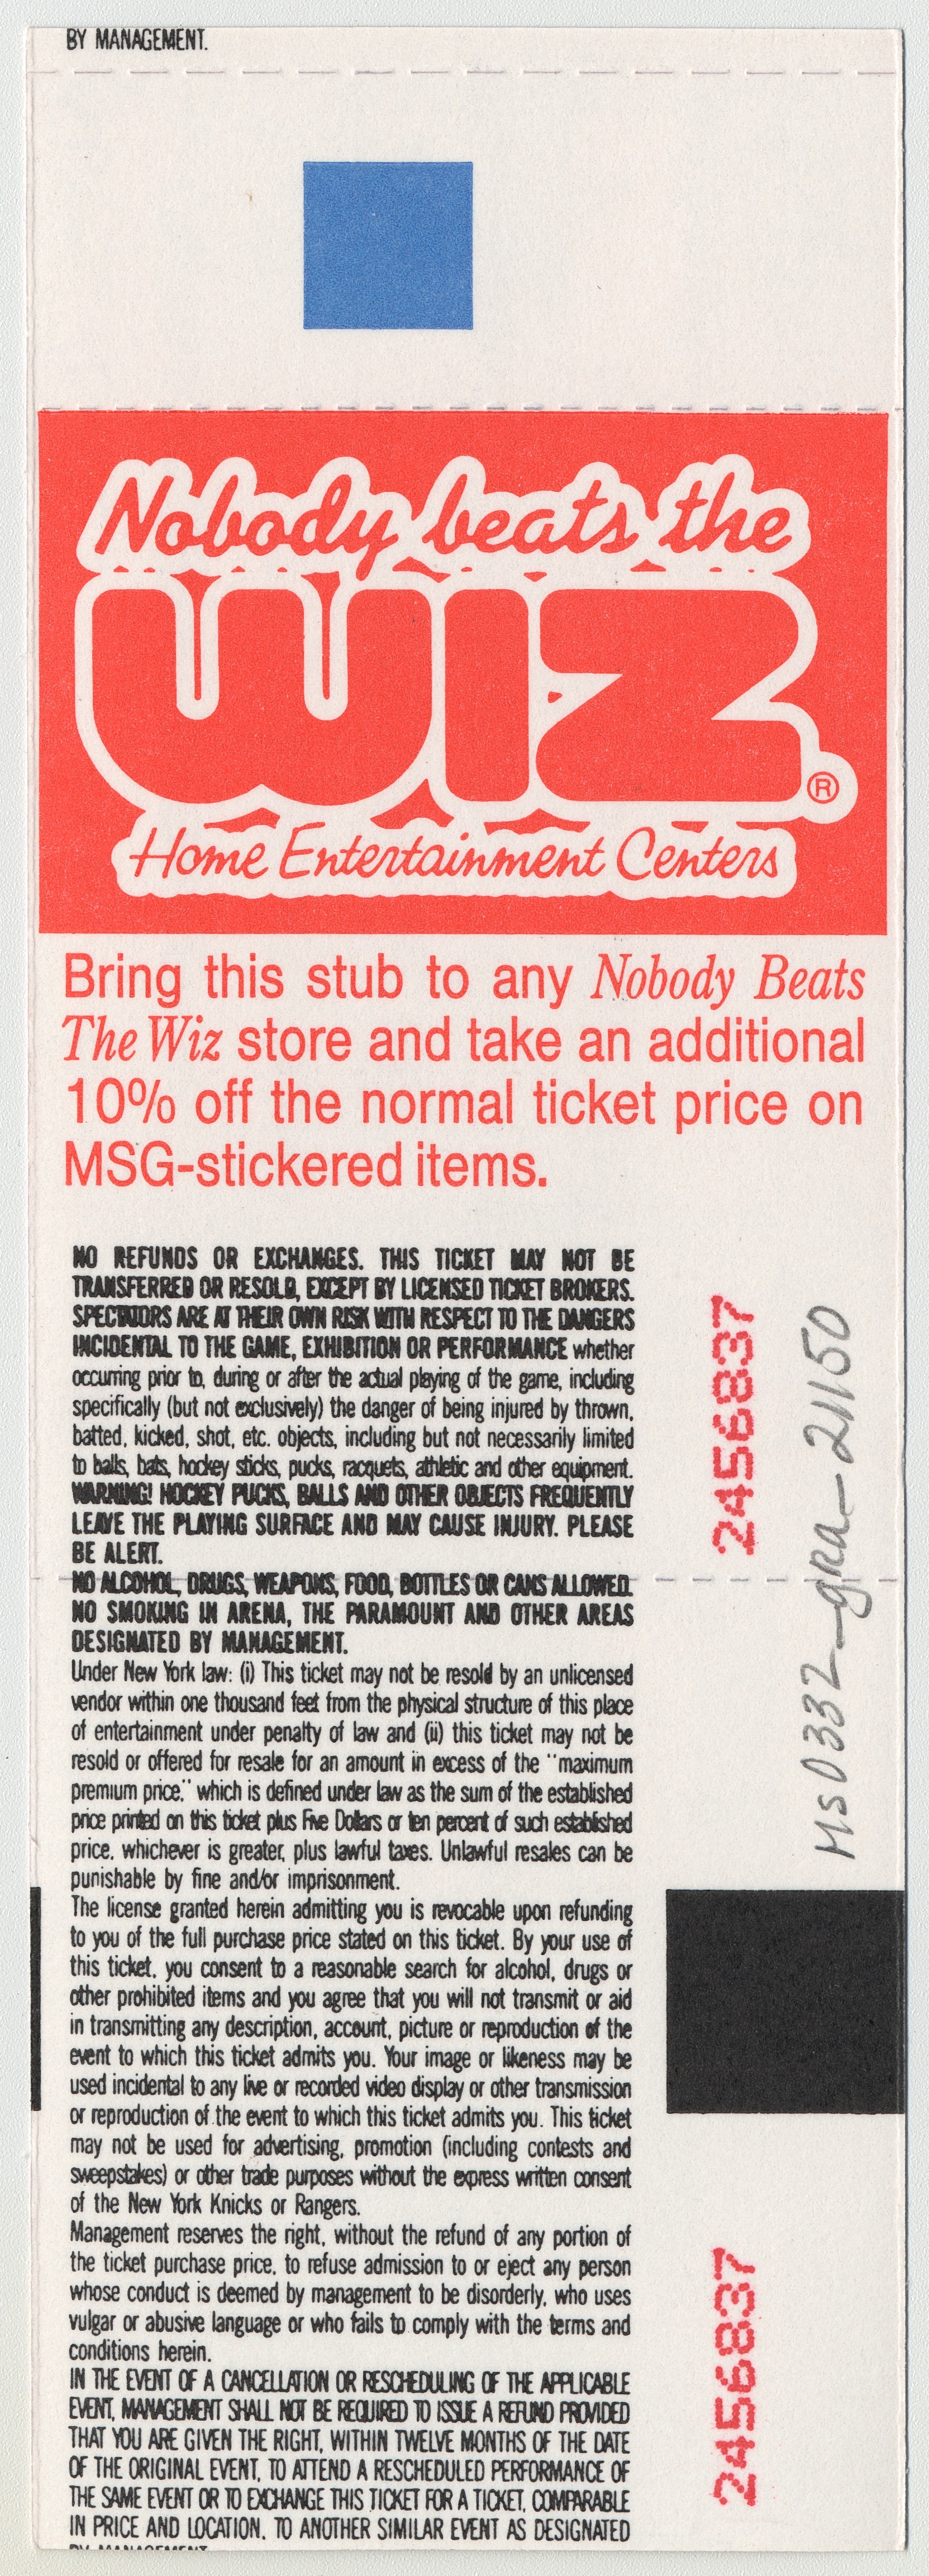 BY MANAGEMENT.
Nobody beats the
WIZ®
Home Entertainment Centers
Bring this stub to any Nobody Beats
The Wiz store and take an additional
10% off the normal ticket price on
MSG-stickered items.
NO REFUNDS OR EXCHANGES. THIS TICKET MAY NOT BE
TRANSFERRED OR RESOLD, EXCEPT BY LICENSED TICKET BROKERS.
SPECTATORS ARE AT THEIR OWN RISK WITH RESPECT TO THE DANGERS
INCIDENTAL TO THE GAME, EXHIBITION OR PERFORMANCE whether
occurring prior to, during or after the actual playing of the game, including
specifically (but not exclusively) the danger of being injured by thrown,
batted, kicked, shot, etc. objects, including but not necessarily limited
to balls, bats, hockey sticks, pucks, racquets, athletic and other equipment.
WARNING! HOCKEY PUCKS, BALLS AND OTHER OBJECTS FREQUENTLY
LEAVE THE PLAYING SURFACE AND MAY CAUSE INJURY. PLEASE
BE ALERT.
NO ALCOHOL, DRUGS, WEAPONS, FOOD, BOTTLES OR CANS ALLOWED.
NO SMOKING IN ARENA, THE PARAMOUNT AND OTHER AREAS
DESIGNATED BY MANAGEMENT.
Under New York law: (i) This ticket may not be resold by an unlicensed
vendor within one thousand feet from the physical structure of this place
of entertainment under penalty of law and (ii) this ticket may not be
resold or offered for resale for an amount in excess of the "maximum
premium price," which is defined under law as the sum of the established
price printed on this ticket plus Five Dollars or ten percent of such established
price, whichever is greater, plus lawful taxes. Unlawful resales can be
punishable by fine and/or imprisonment.
The license granted herein admitting you is revocable upon refunding
to you of the full purchase price stated on this ticket. By your use of
this ticket, you consent to a reasonable search for alcohol, drugs or
other prohibited items and you agree that you will not transmit or aid
in transmitting any description, account, picture or reproduction of the
event to which this ticket admits you. Your image or likeness may be
used incidental to any live or recorded video display or other transmission
or reproduction of the event to which this ticket admits you. This ticket
may not be used for advertising, promotion (including contests and
sweepstakes) or other trade purposes without the express written consent
of the New York Knicks or Rangers.
Management reserves the right, without the refund of any portion of
the ticket purchase price, to refuse admission to or eject any person
whose conduct is deemed by management to be disorderly, who uses
vulgar or abusive language or who fails to comply with the terms and
conditions herein.
IN THE EVENT OF A CANCELLATION OR RESCHEDULING OF THE APPLICABLE
EVENT, MANAGEMENT SHALL NOT BE REQUIRED TO ISSUE A REFUND PROVIDED
THAT YOU ARE GIVEN THE RIGHT, WITHIN TWELVE MONTHS OF THE DATE
OF THE ORIGINAL EVENT, TO ATTEND A RESCHEDULED PERFORMANCE OF
THE SAME EVENT OR TO EXCHANGE THIS TICKET FOR A TICKET, COMPARABLE
IN PRICE AND LOCATION, TO ANOTHER SIMILAR EVENT AS DESIGNATED
BY MANAGEMENT.
2456837
Ms0332_gra_21150
2456837